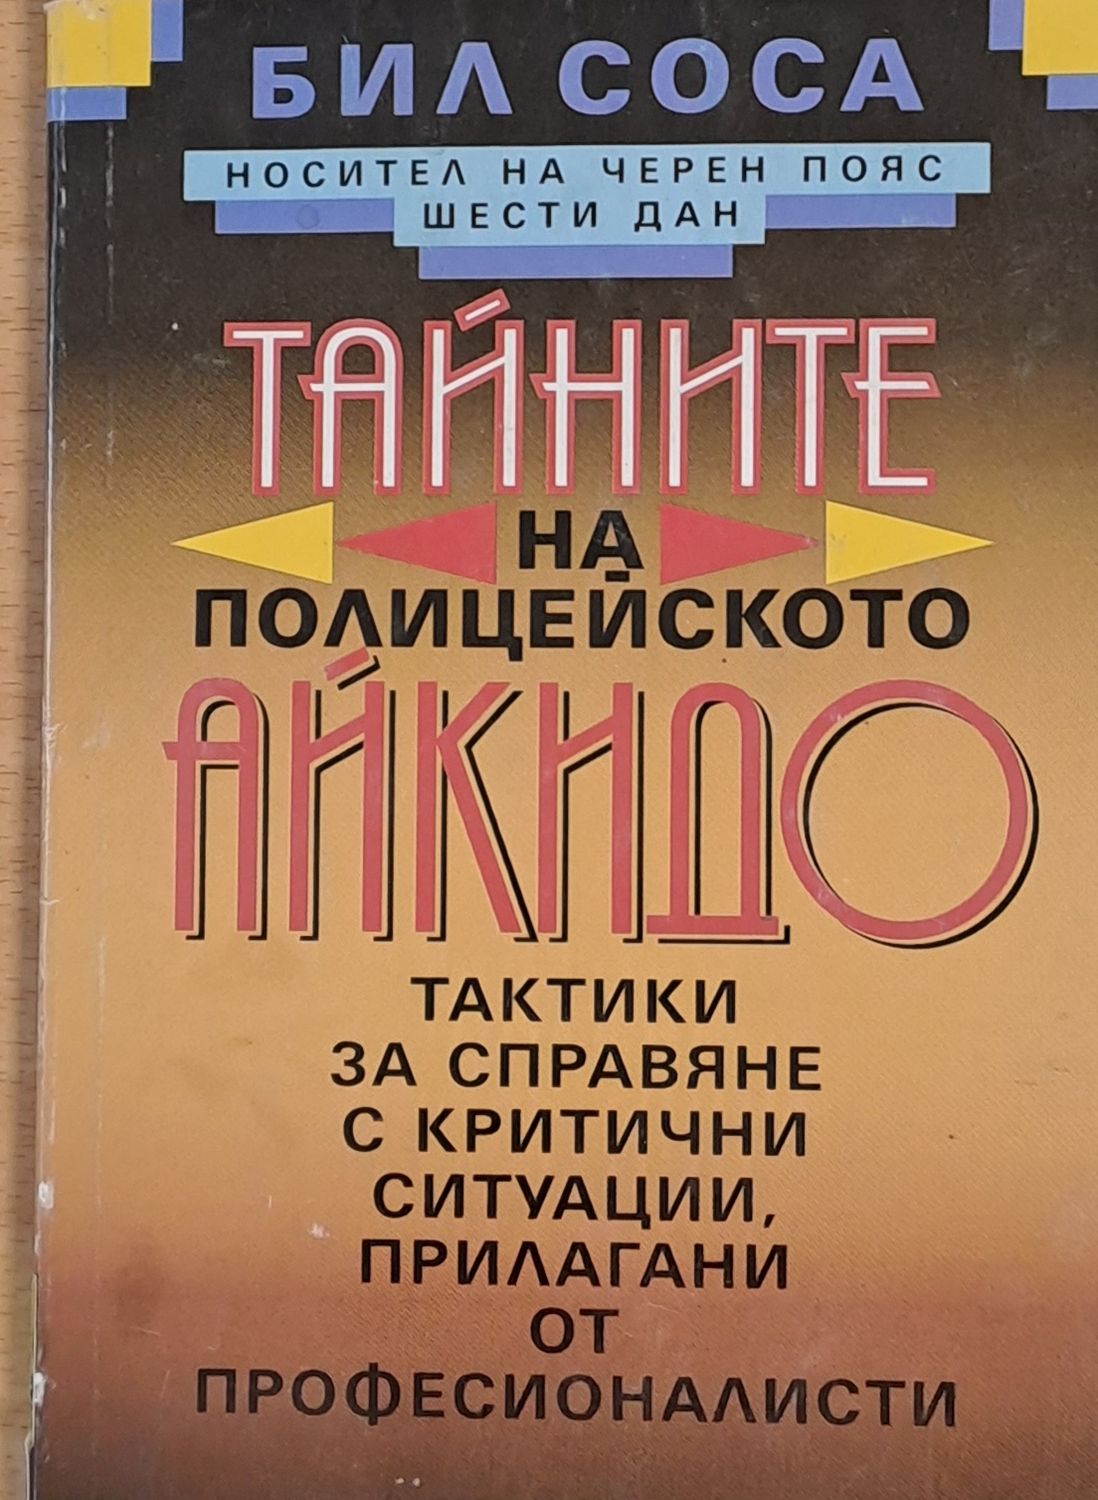 БИЛ СОСА
НОСИТЕЛ НА ЧЕРЕН ПОЯС
ШЕСТИ ДАН
ТАЙНИТЕ
НА
ПОЛИЦЕЙСКОТО
АЙКИДО
ТАКТИКИ
ЗА СПРАВЯНЕ
С КРИТИЧНИ
СИТУАЦИИ,
ПРИЛАГАНИ
ОТ
ПРОФЕСИОНАЛИСТИ